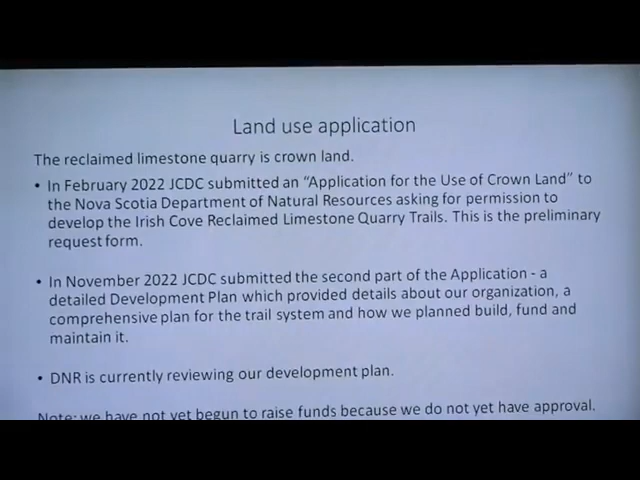 Land use application
The reclaimed limestone quarry is crown land.
• In February 2022 JCDC submitted an “Application for the Use of Crown Land” to
the Nova Scotia Department of Natural Resources asking for permission to
develop the Irish Cove Reclaimed Limestone Quarry Trails. This is the preliminary
request form.
• In November 2022 JCDC submitted the second part of the Application - a
detailed Development Plan which provided details about our organization, a
comprehensive plan for the trail system and how we planned build, fund and
maintain it.
• DNR is currently reviewing our development plan.
Note: we have not yet begun to raise funds because we do not yet have approval.